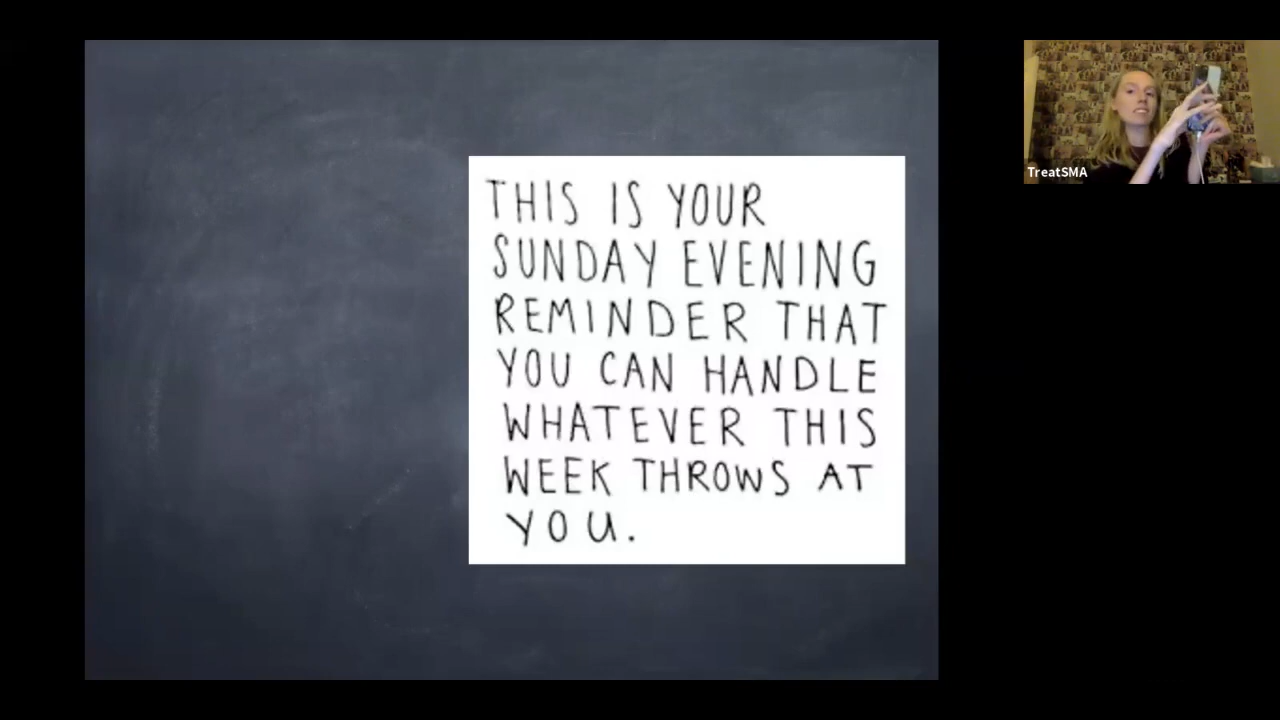 THIS IS YOUR
SUNDAY EVENING
REMINDER THAT
YOU CAN HANDLE
WHATEVER THIS
WEEK THROWS AT
YOU.
TreatSMA